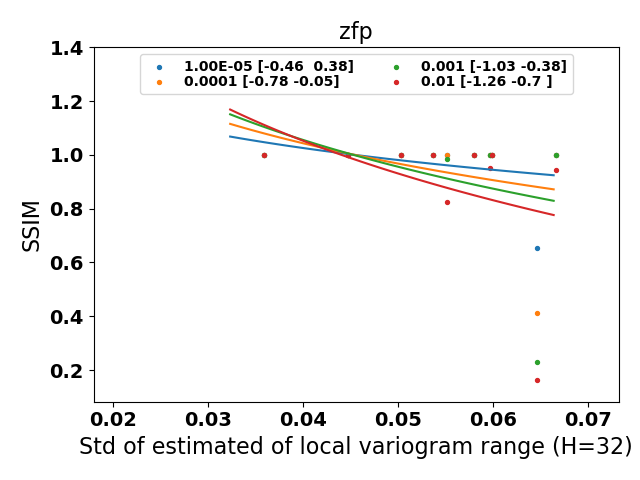 zfp
1.00E-05 [-0.46  0.38]
0.0001 [-0.78 -0.05]
0.001 [-1.03 -0.38]
0.01 [-1.26 -0.7 ]
1.4
1.2
1.0
0.8
0.6
0.4
0.2
SSIM
0.02 0.03 0.04 0.05 0.06 0.07
Std of estimated of local variogram range (H=32)